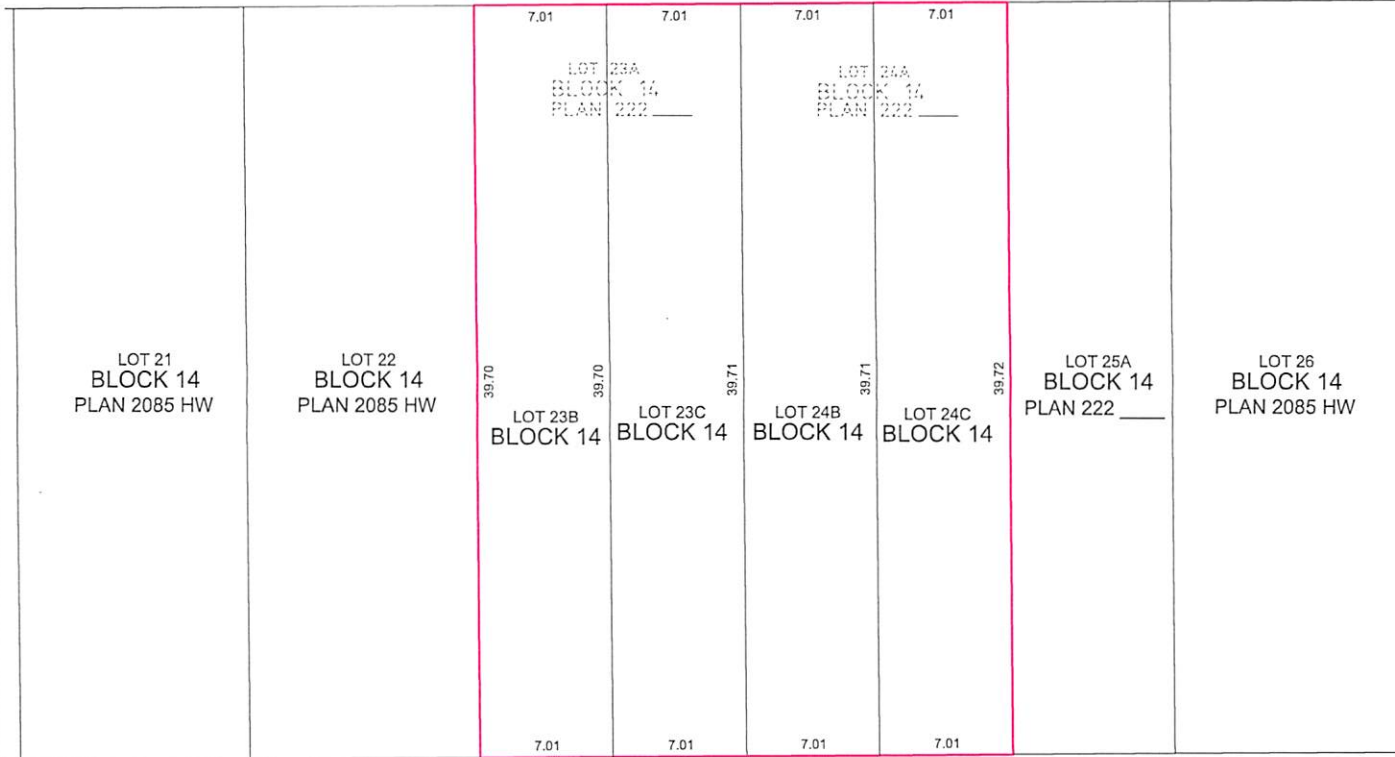 7.01
7.01
7.01
7.01
LOT 23A
BLOCK 14
PLAN 222 ____
LOT 24A
BLOCK 14
PLAN 222 ____
LOT 21
BLOCK 14
PLAN 2085 HW
LOT 22
BLOCK 14
PLAN 2085 HW
39.70
LOT 23B
BLOCK 14
39.70
LOT 23C
BLOCK 14
39.71
LOT 24B
BLOCK 14
39.71
LOT 24C
BLOCK 14
39.72
LOT 25A
BLOCK 14
PLAN 222 ____
LOT 26
BLOCK 14
PLAN 2085 HW
7.01
7.01
7.01
7.01